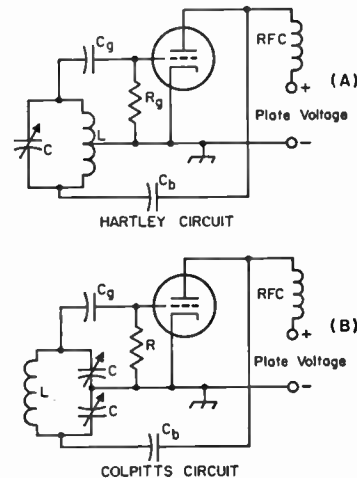 Cg
RFC
(A)
+
Rg
C
L
Plate Voltage
-
Cb
HARTLEY CIRCUIT
Cg
RFC
(B)
+
R
C
L
C
Plate Voltage
-
Cb
COLPITTS CIRCUIT